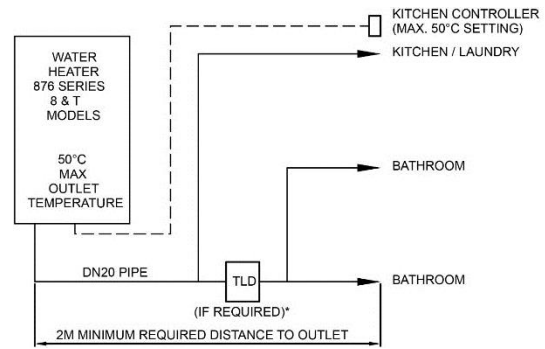 KITCHEN CONTROLLER
(MAX. 50°C SETTING)
KITCHEN / LAUNDRY
WATER
HEATER
876 SERIES
8 & T
MODELS
50°C
MAX
OUTLET
TEMPERATURE
BATHROOM
DN20 PIPE
TLD
BATHROOM
(IF REQUIRED)*
2M MINIMUM REQUIRED DISTANCE TO OUTLET